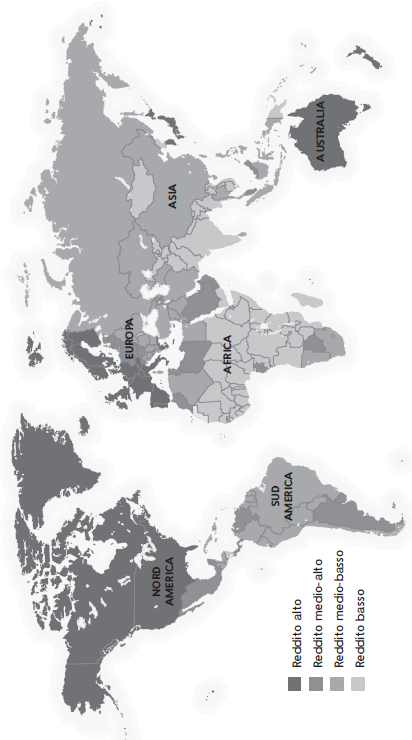 NORD
AMERICA
SUD
AMERICA
EUROPA
AFRICA
ASIA
AUSTRALIA
Reddito alto
Reddito medio-alto
Reddito medio-basso
Reddito basso